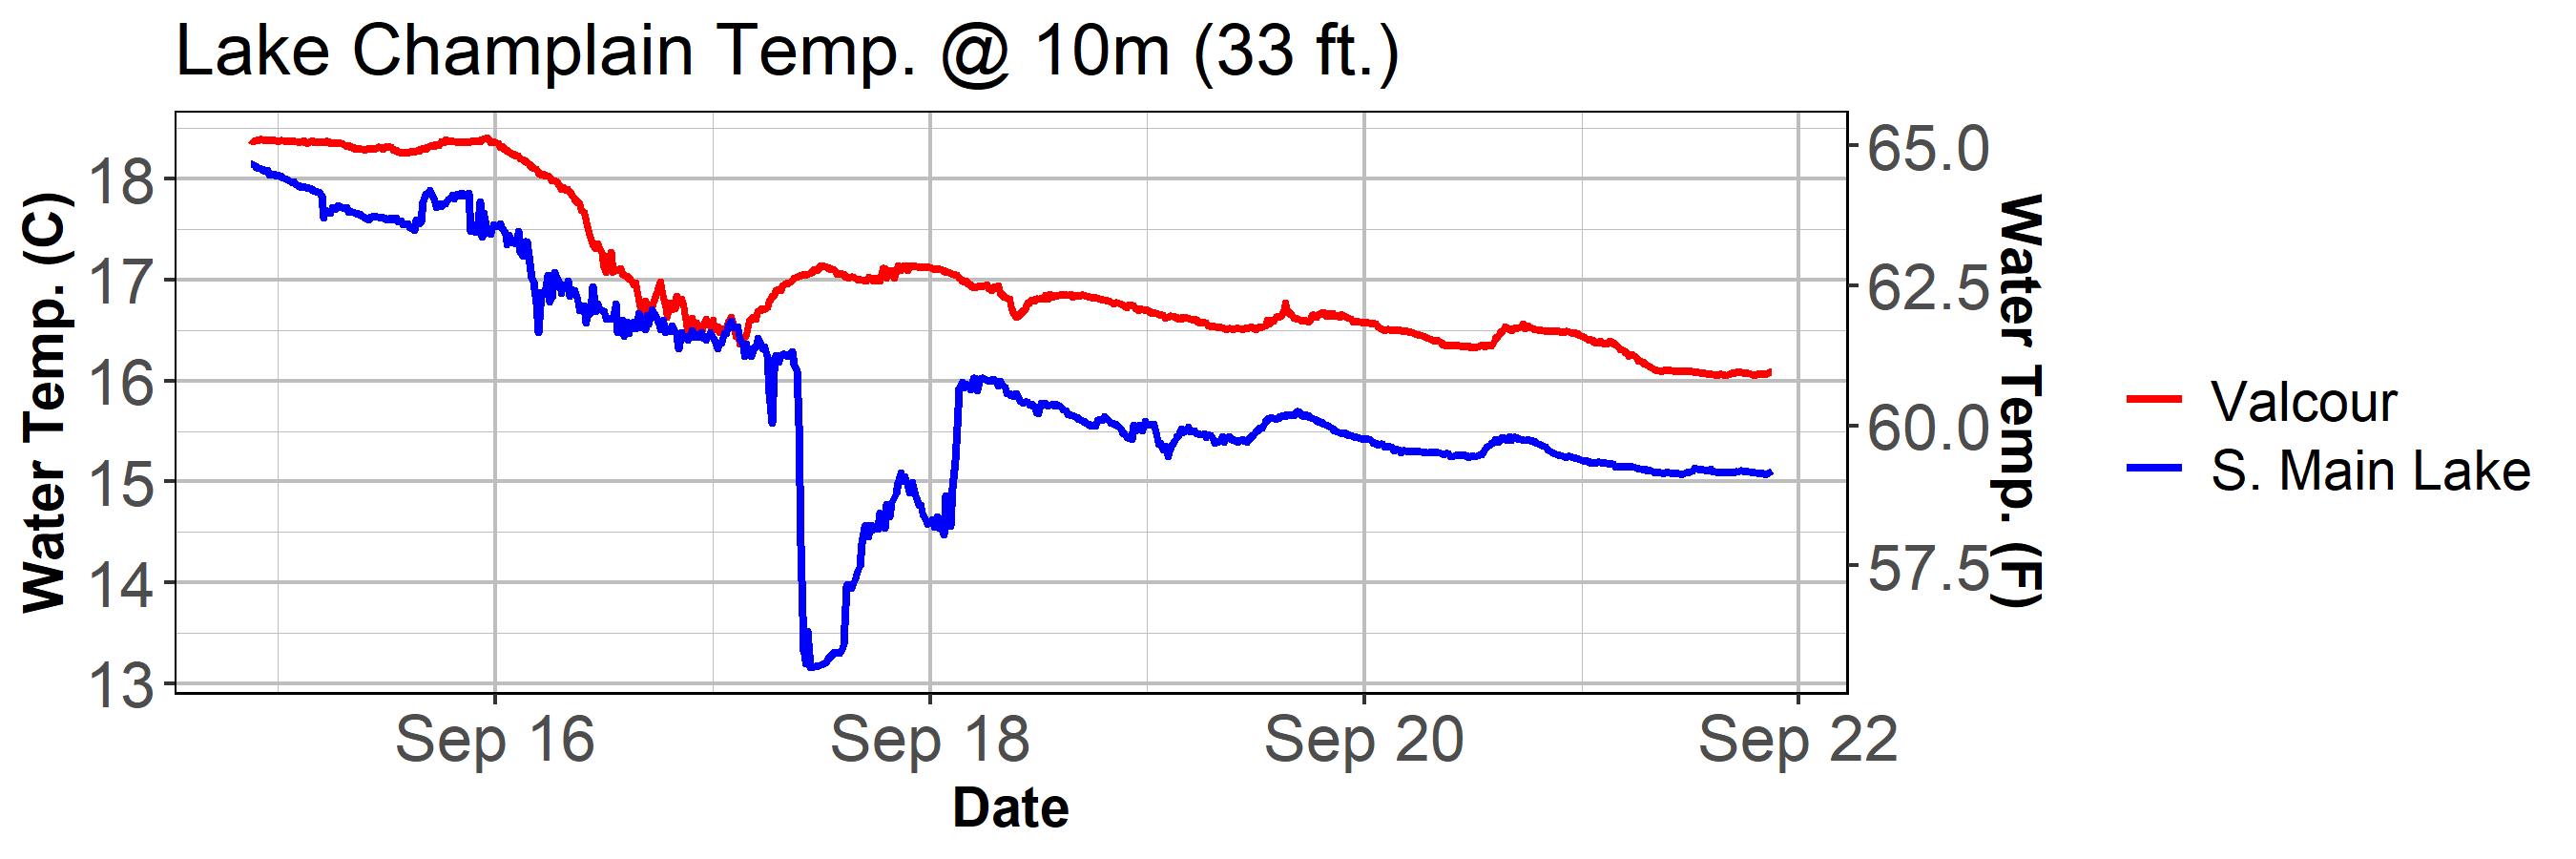 Lake Champlain Temp. @ 10m (33 ft.)
Water Temp. (C)
18
17
16
15
14
13
65.0
62.5
60.0
57.5
Water Temp. (F)
Sep 16
Sep 18
Sep 20
Sep 22
Date
Valcour
S. Main Lake